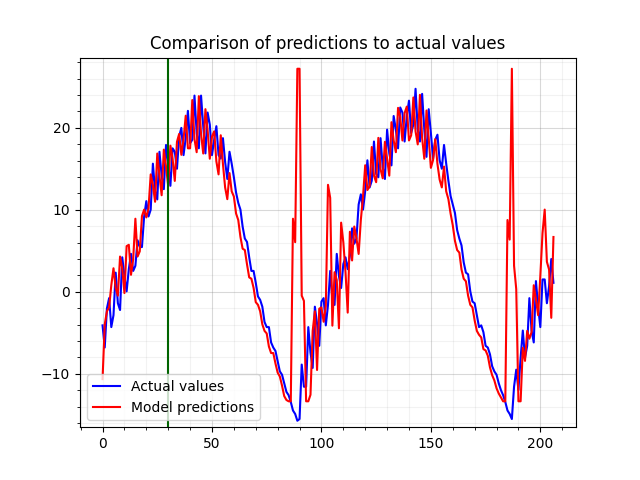 Comparison of predictions to actual values
20
10
0
−10
Actual values
Model predictions
0 50 100 150 200